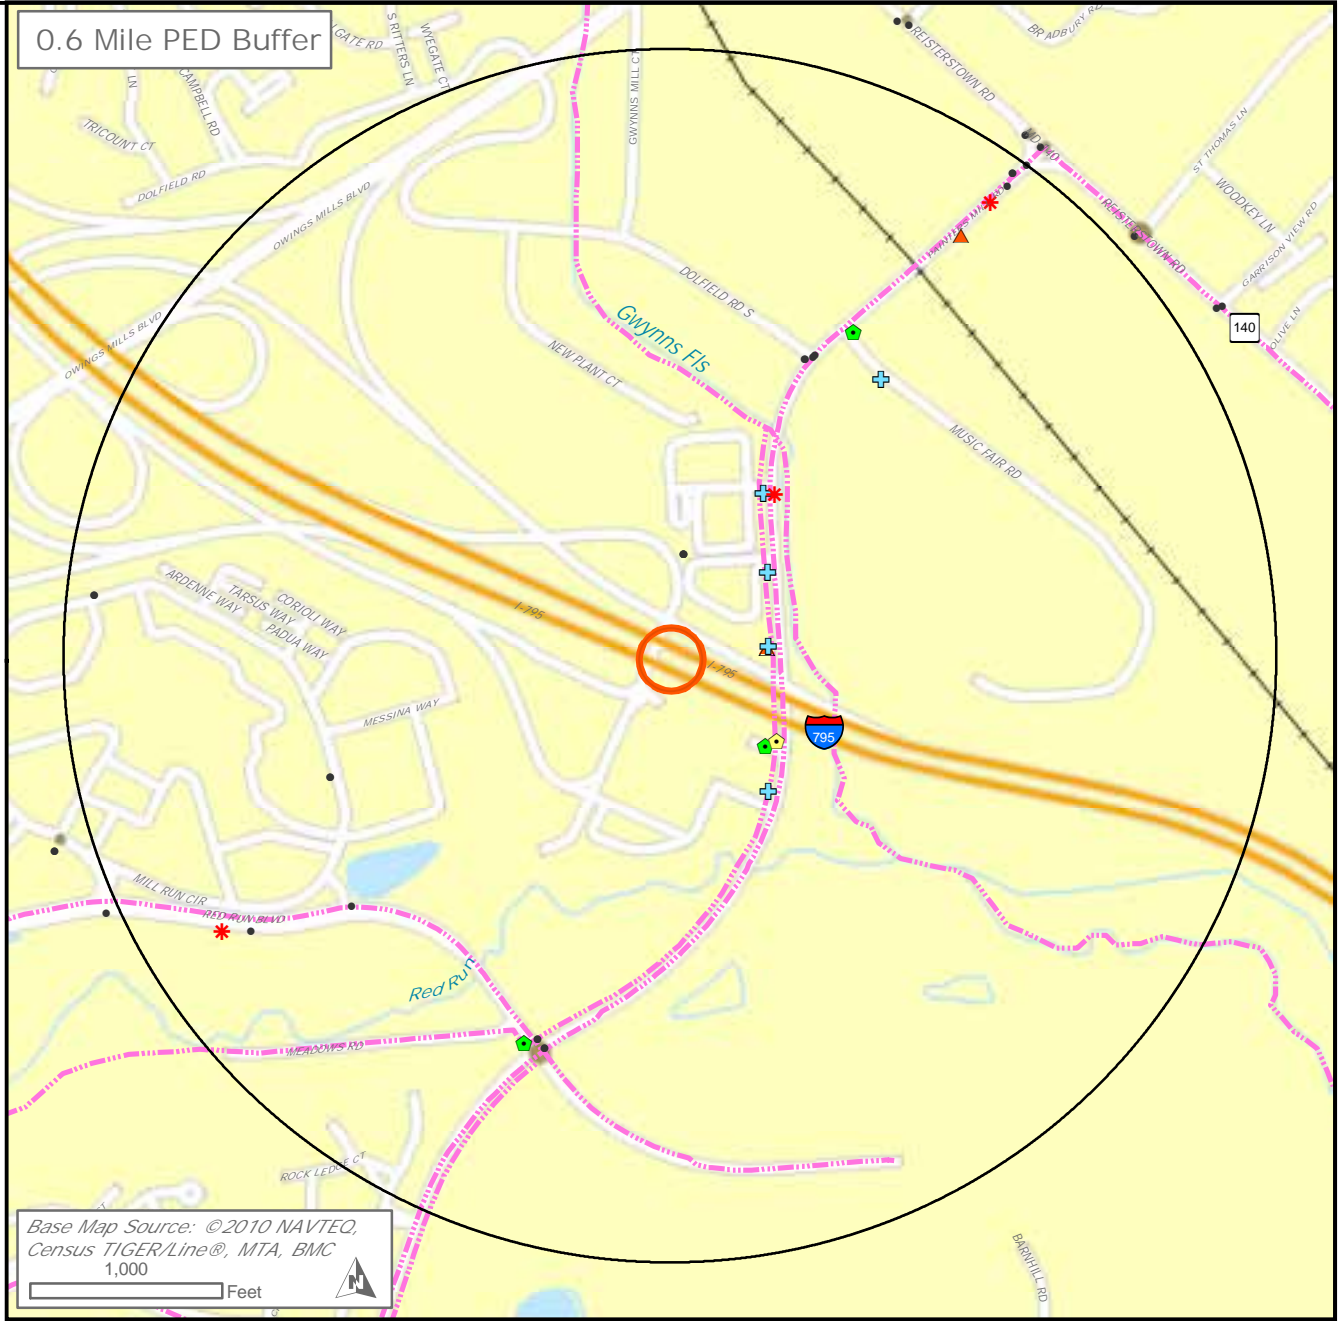 0.6 Mile PED Buffer
LN
CAMPBELL RD
S RITTERS LN
WYEGATE CT
TRICOUNT CT
DOLFIELD RD
OWINGS MILLS BLVD
OWINGS MILLS BLVD
GWYNNS MILL CT
REISTERSTOWN RD
BRADBURY RD
ST THOMAS LN
WOODKEY LN
GARRISON VIEW RD
REISTERSTOWN RD
140
OLIVE LN
DOLFIELD RD S
Gwynns Fls
NEW PLANT CT
MUSIC FAIR RD
ARDENNE WAY
TARSUS WAY
CORIOLI WAY
PADUA WAY
I-795
I-795
795
MESSINA WAY
MILL RUN CIR
RED RUN BLVD
Red Run
MEADOWS RD
ROCK LEDGE CT
BARNHILL RD
Base Map Source: ©2010 NAVTEQ,
Census TIGER/Line®, MTA, BMC
1,000
Feet
N